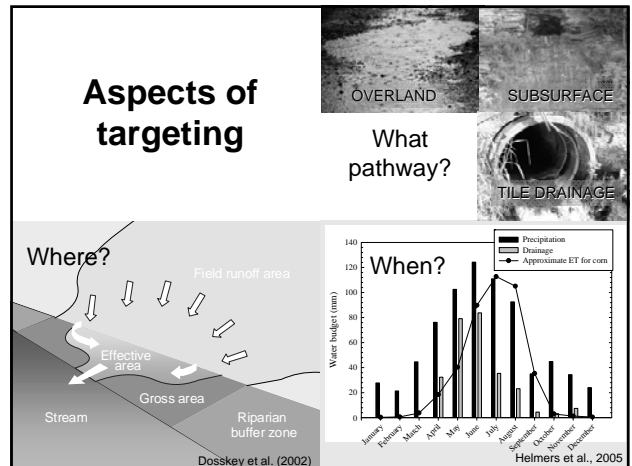 Aspects of
targeting
OVERLAND
SUBSURFACE
What
pathway?
TILE DRAINAGE
Where?
Field runoff area
Effective
area
Gross area
Stream
Riparian
buffer zone
Dosskey et al. (2002)
When?
Precipitation
Drainage
Approximate ET for corn
Water budget (mm)
140
120
100
80
60
40
20
0
January
February
March
April
May
June
July
August
September
October
November
December
Helmers et al., 2005